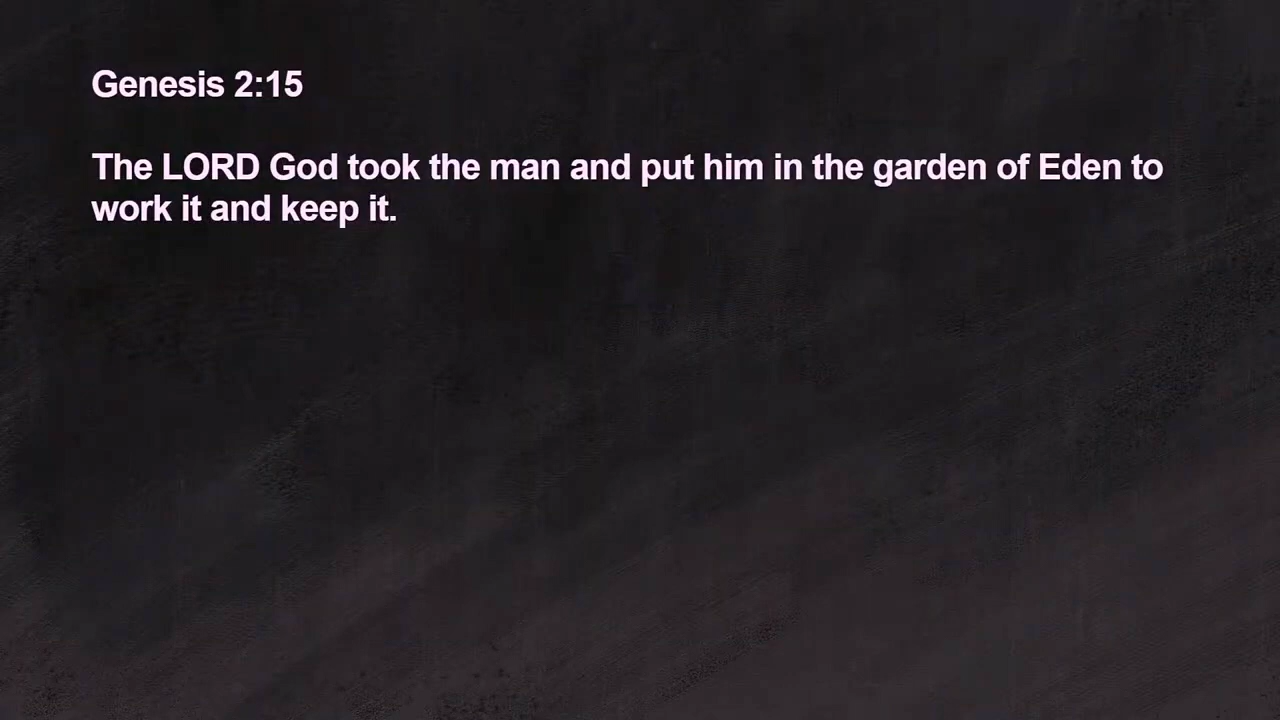 Genesis 2:15
The LORD God took the man and put him in the garden of Eden to
work it and keep it.